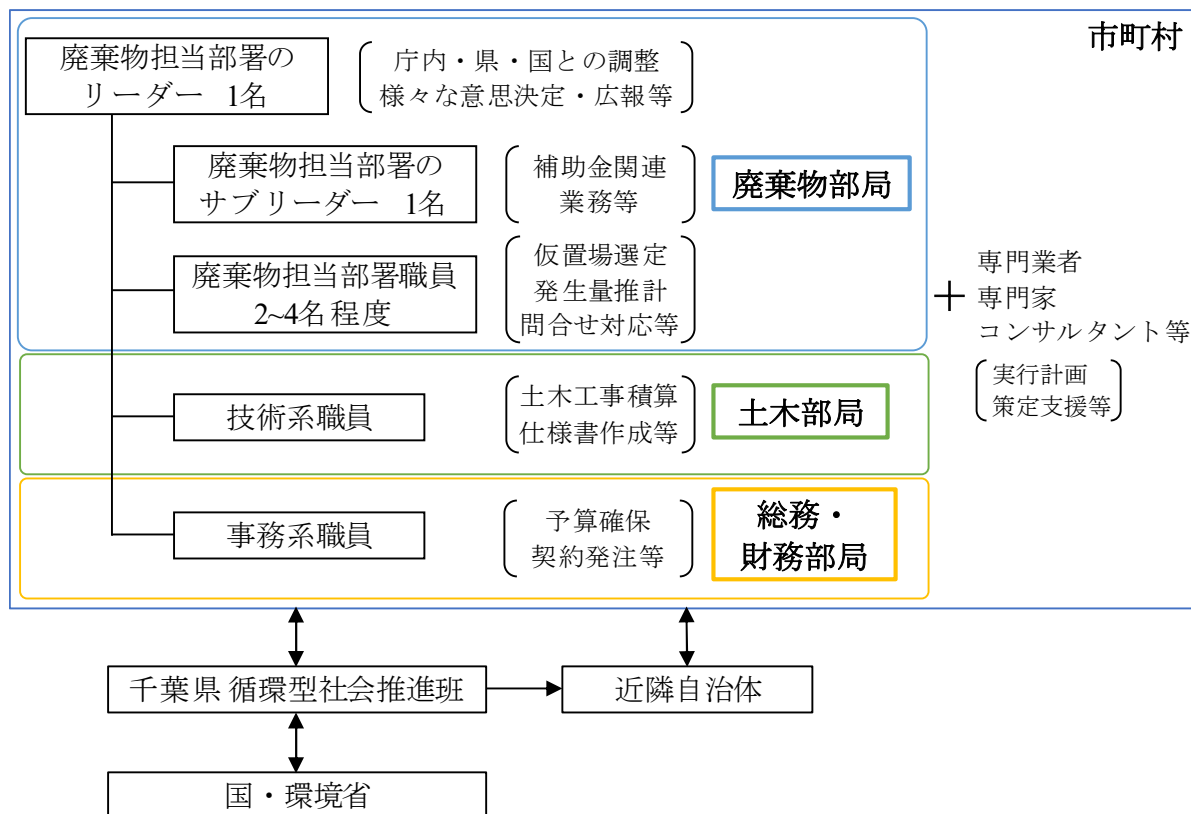 市町村
廃棄物担当部署の
リーダー 1名
庁内・県・国との調整
様々な意思決定・広報等
廃棄物担当部署の
サブリーダー 1名
補助金関連
業務等
廃棄物部局
廃棄物担当部署職員
2~4名程度
仮置場選定
発生量推計
問合せ対応等
＋
専門業者
専門家
コンサルタント等
実行計画
策定支援等
技術系職員
土木工事積算
仕様書作成等
土木部局
事務系職員
予算確保
契約発注等
総務・
財務部局
千葉県 循環型社会推進班
近隣自治体
国・環境省